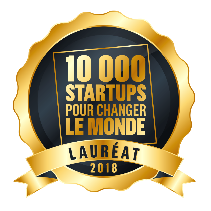 10 000
STARTUPS
POUR CHANGER
LE MONDE
LAURÉAT
2018